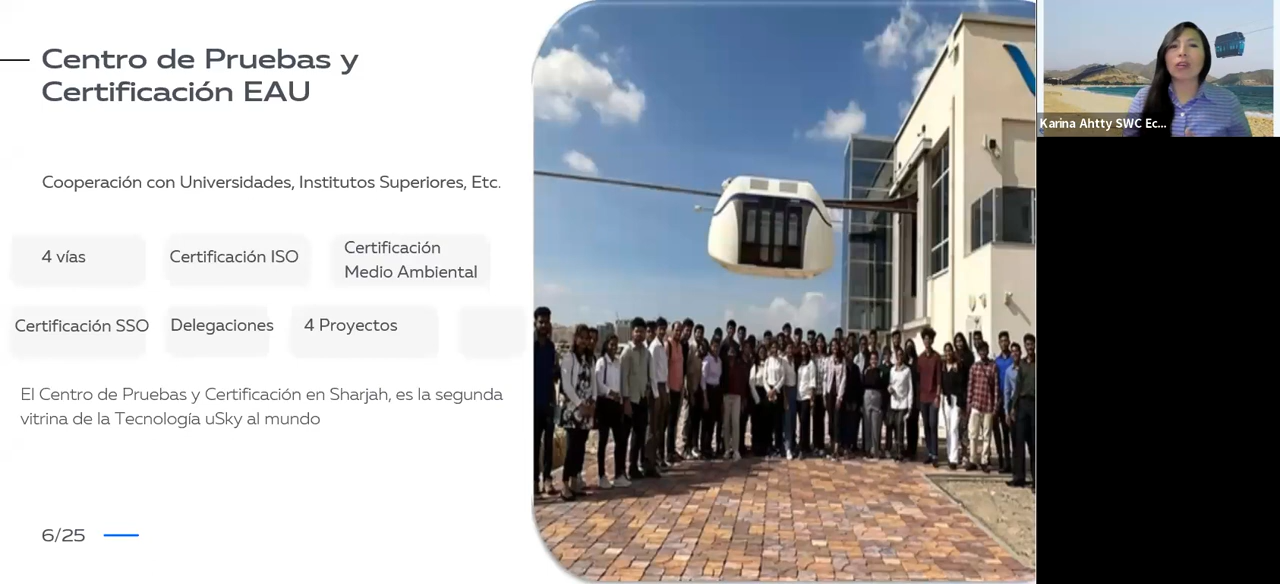 Centro de Pruebas y
Certificación EAU
Cooperación con Universidades, Institutos Superiores, Etc.
4 vías
Certificación ISO
Certificación
Medio Ambiental
Certificación SSO
Delegaciones
4 Proyectos
El Centro de Pruebas y Certificación en Sharjah, es la segunda
vitrina de la Tecnología uSky al mundo
6/25
Karina Ahtty SWC Ec...